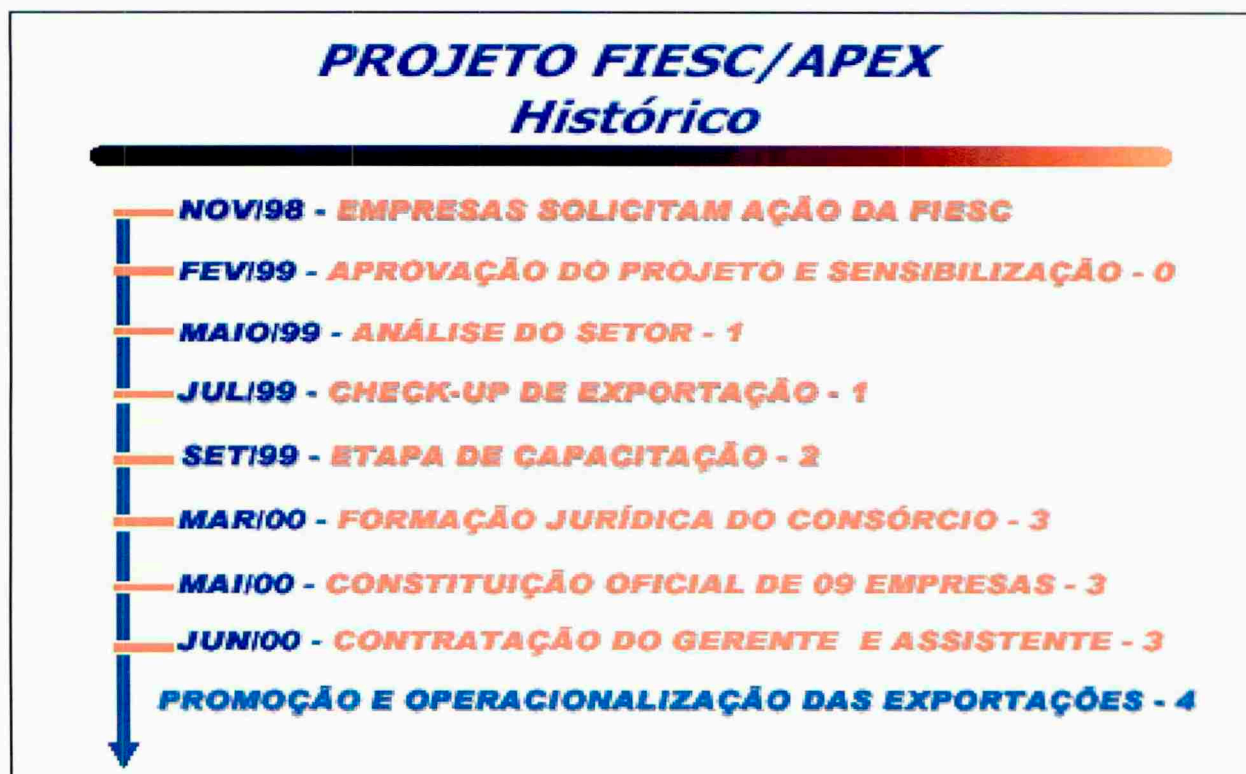 PROJETO FIESC/APEX
Histórico
NOV/98 - EMPRESAS SOLICITAM AÇÃO DA FIESC
FEV/99 - APROVAÇÃO DO PROJETO E SENSIBILIZAÇÃO - 0
MAIO/99 - ANÁLISE DO SETOR - 1
JUL/99 - CHECK-UP DE EXPORTAÇÃO - 1
SET/99 - ETAPA DE CAPACITAÇÃO - 2
MAR/00 - FORMAÇÃO JURÍDICA DO CONSÓRCIO - 3
MAI/00 - CONSTITUIÇÃO OFICIAL DE 09 EMPRESAS - 3
JUN/00 - CONTRATAÇÃO DO GERENTE E ASSISTENTE - 3
PROMOÇÃO E OPERACIONALIZAÇÃO DAS EXPORTAÇÕES - 4